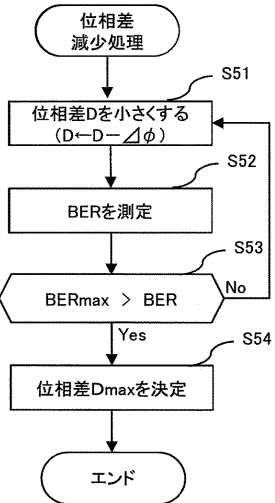 位相差
減少処理
S51
位相差Dを小さくする
(D←D－⊿φ)
S52
BERを測定
S53
BERmax > BER
No
Yes
S54
位相差Dmaxを決定
エンド